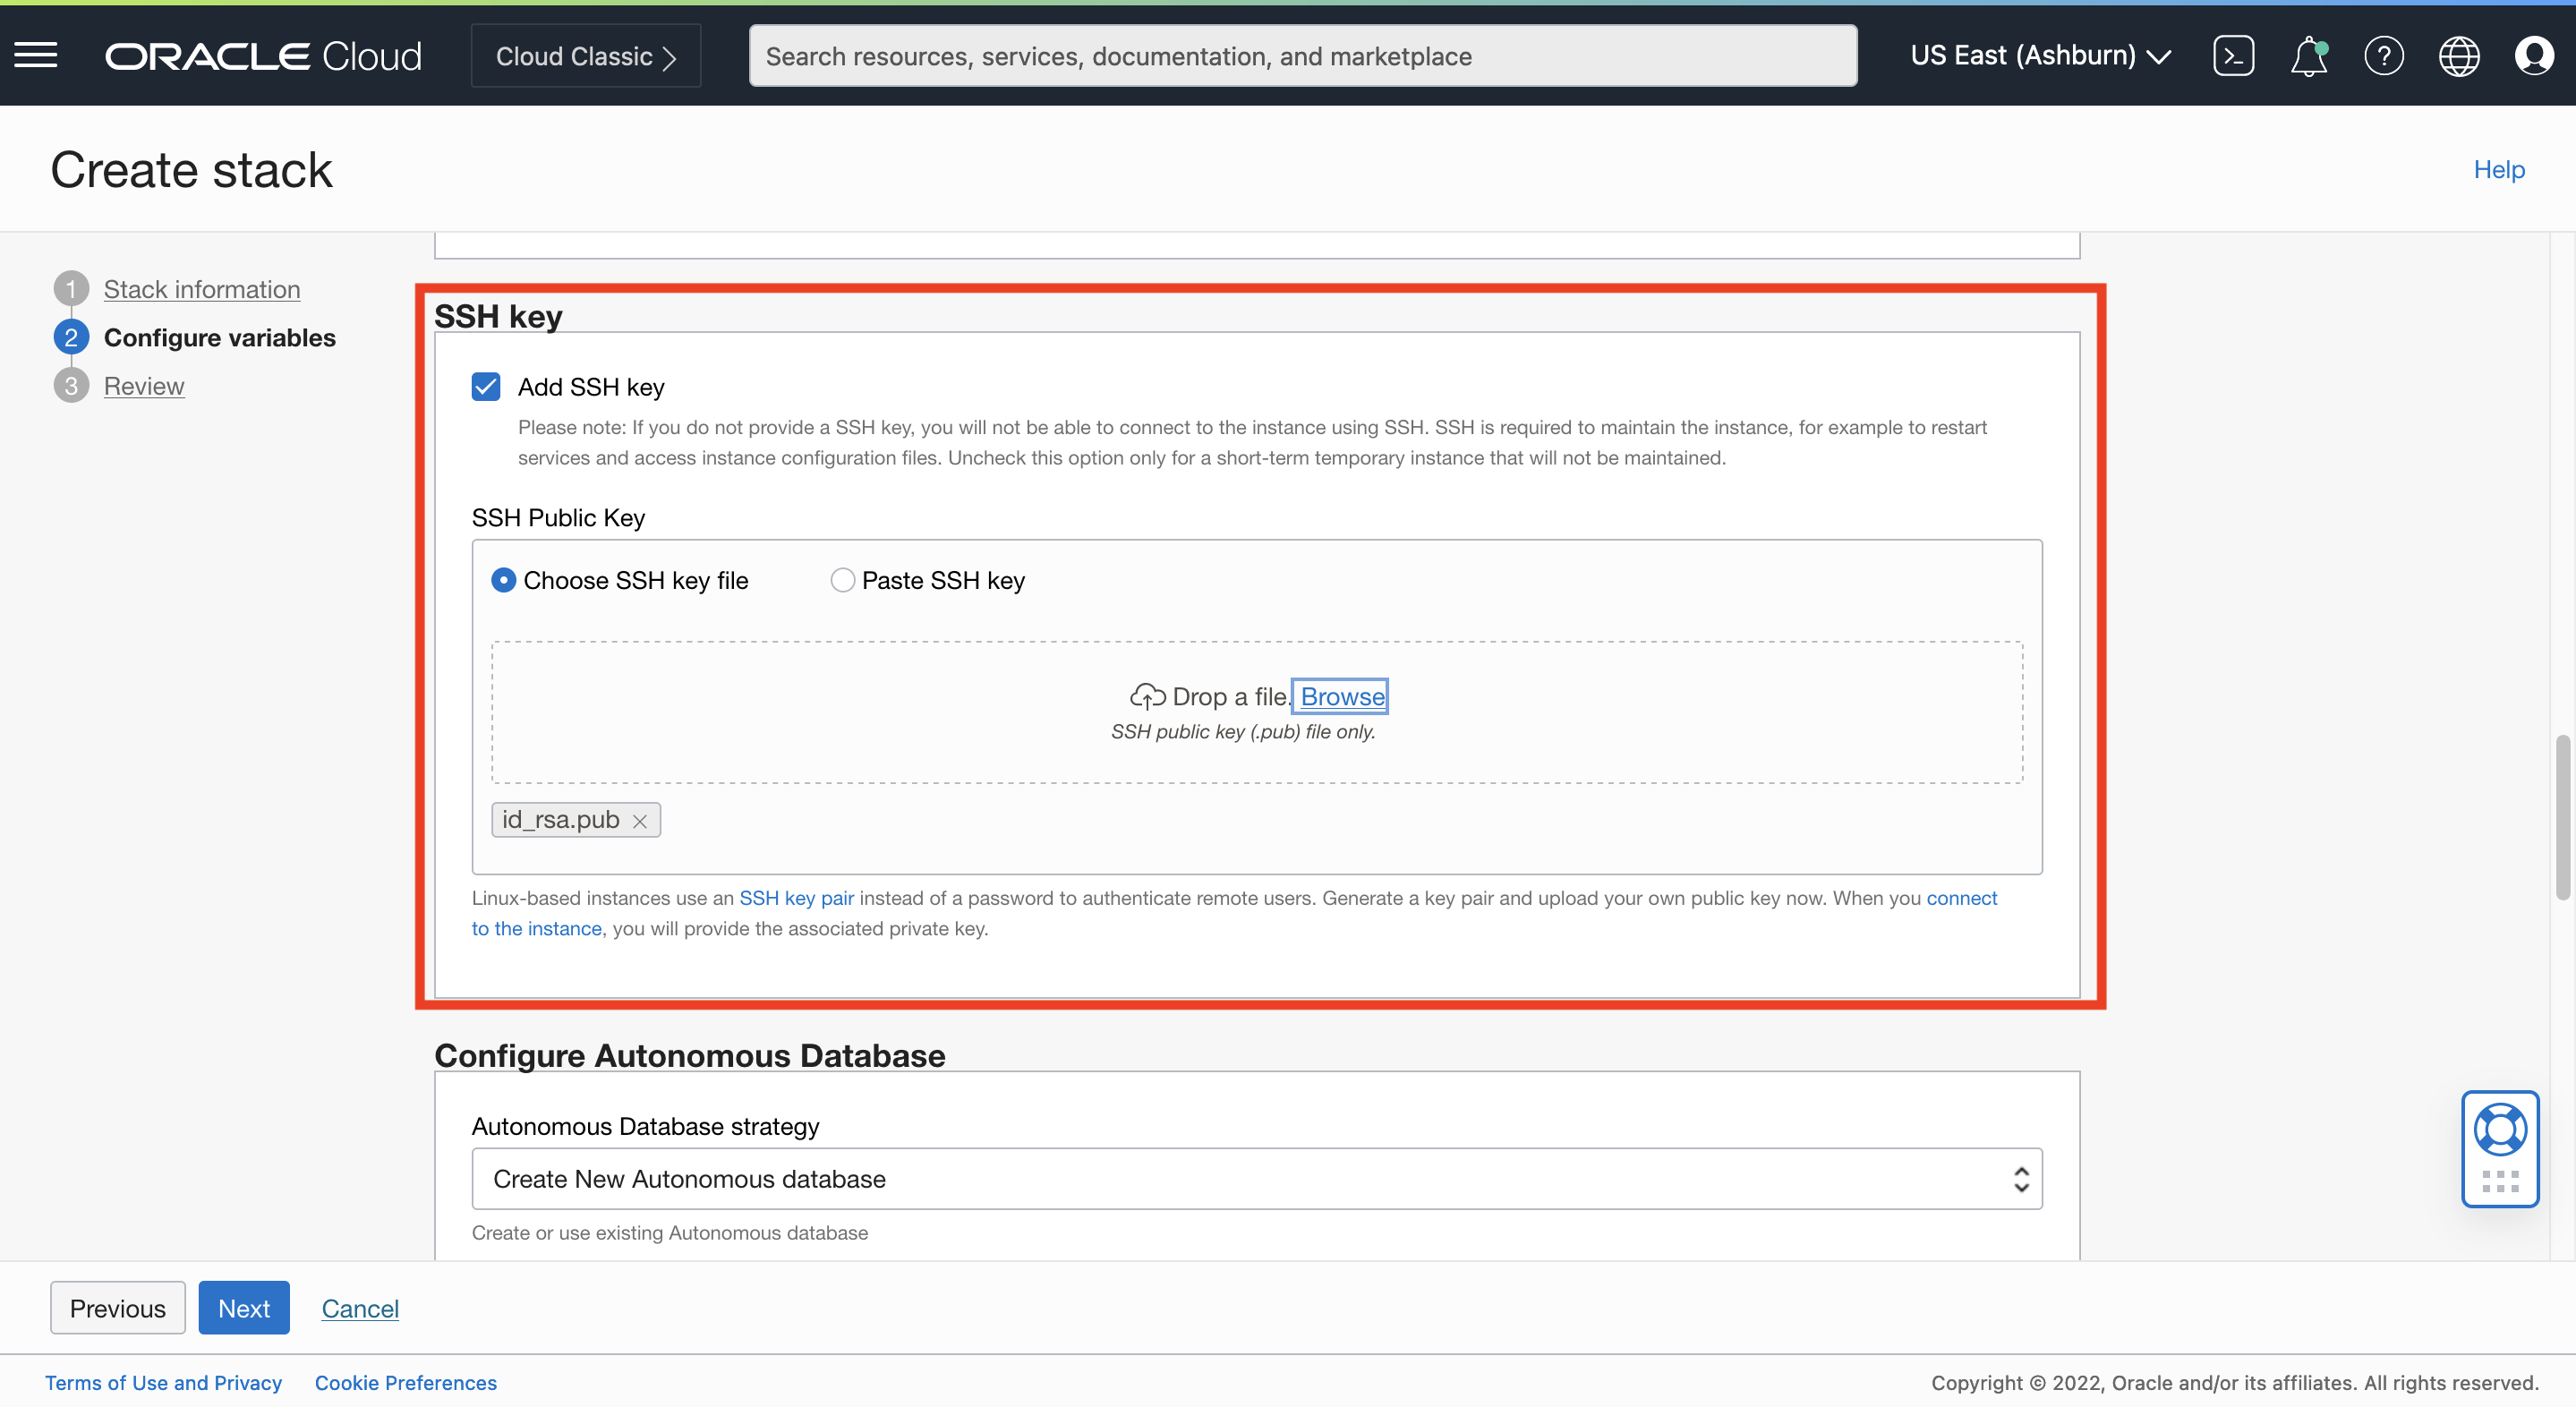 ORACLE Cloud
Cloud Classic
Search resources, services, documentation, and marketplace
US East (Ashburn)
Create stack
Help
1 Stack information
2 Configure variables
3 Review
SSH key
Add SSH key
Please note: If you do not provide a SSH key, you will not be able to connect to the instance using SSH. SSH is required to maintain the instance, for example to restart
services and access instance configuration files. Uncheck this option only for a short-term temporary instance that will not be maintained.
SSH Public Key
Choose SSH key file Paste SSH key
Drop a file. Browse
SSH public key (.pub) file only.
id_rsa.pub
Linux-based instances use an SSH key pair instead of a password to authenticate remote users. Generate a key pair and upload your own public key now. When you connect
to the instance, you will provide the associated private key.
Configure Autonomous Database
Autonomous Database strategy
Create New Autonomous database
Create or use existing Autonomous database
Previous Next Cancel
Terms of Use and Privacy Cookie Preferences
Copyright © 2022, Oracle and/or its affiliates. All rights reserved.